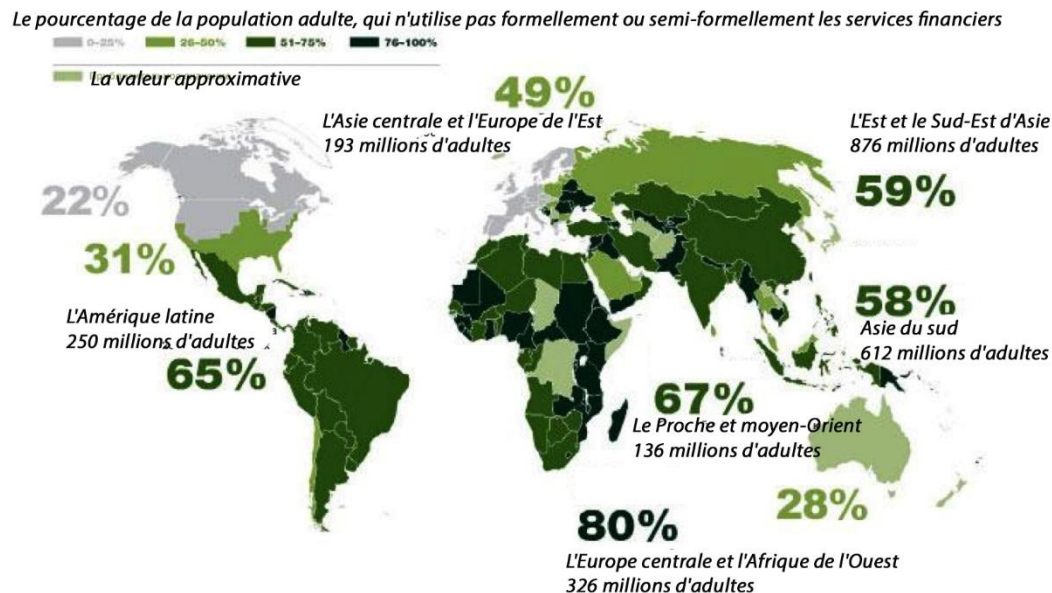 Le pourcentage de la population adulte, qui n'utilise pas formellement ou semi-formellement les services financiers
0–25% 26–50% 51–75% 76–100%
La valeur approximative
49%
L'Asie centrale et l'Europe de l'Est
193 millions d'adultes
L'Est et le Sud-Est d'Asie
876 millions d'adultes
59%
22%
31%
L'Amérique latine
250 millions d'adultes
65%
58%
Asie du sud
612 millions d'adultes
67%
Le Proche et moyen-Orient
136 millions d'adultes
28%
80%
L'Europe centrale et l'Afrique de l'Ouest
326 millions d'adultes